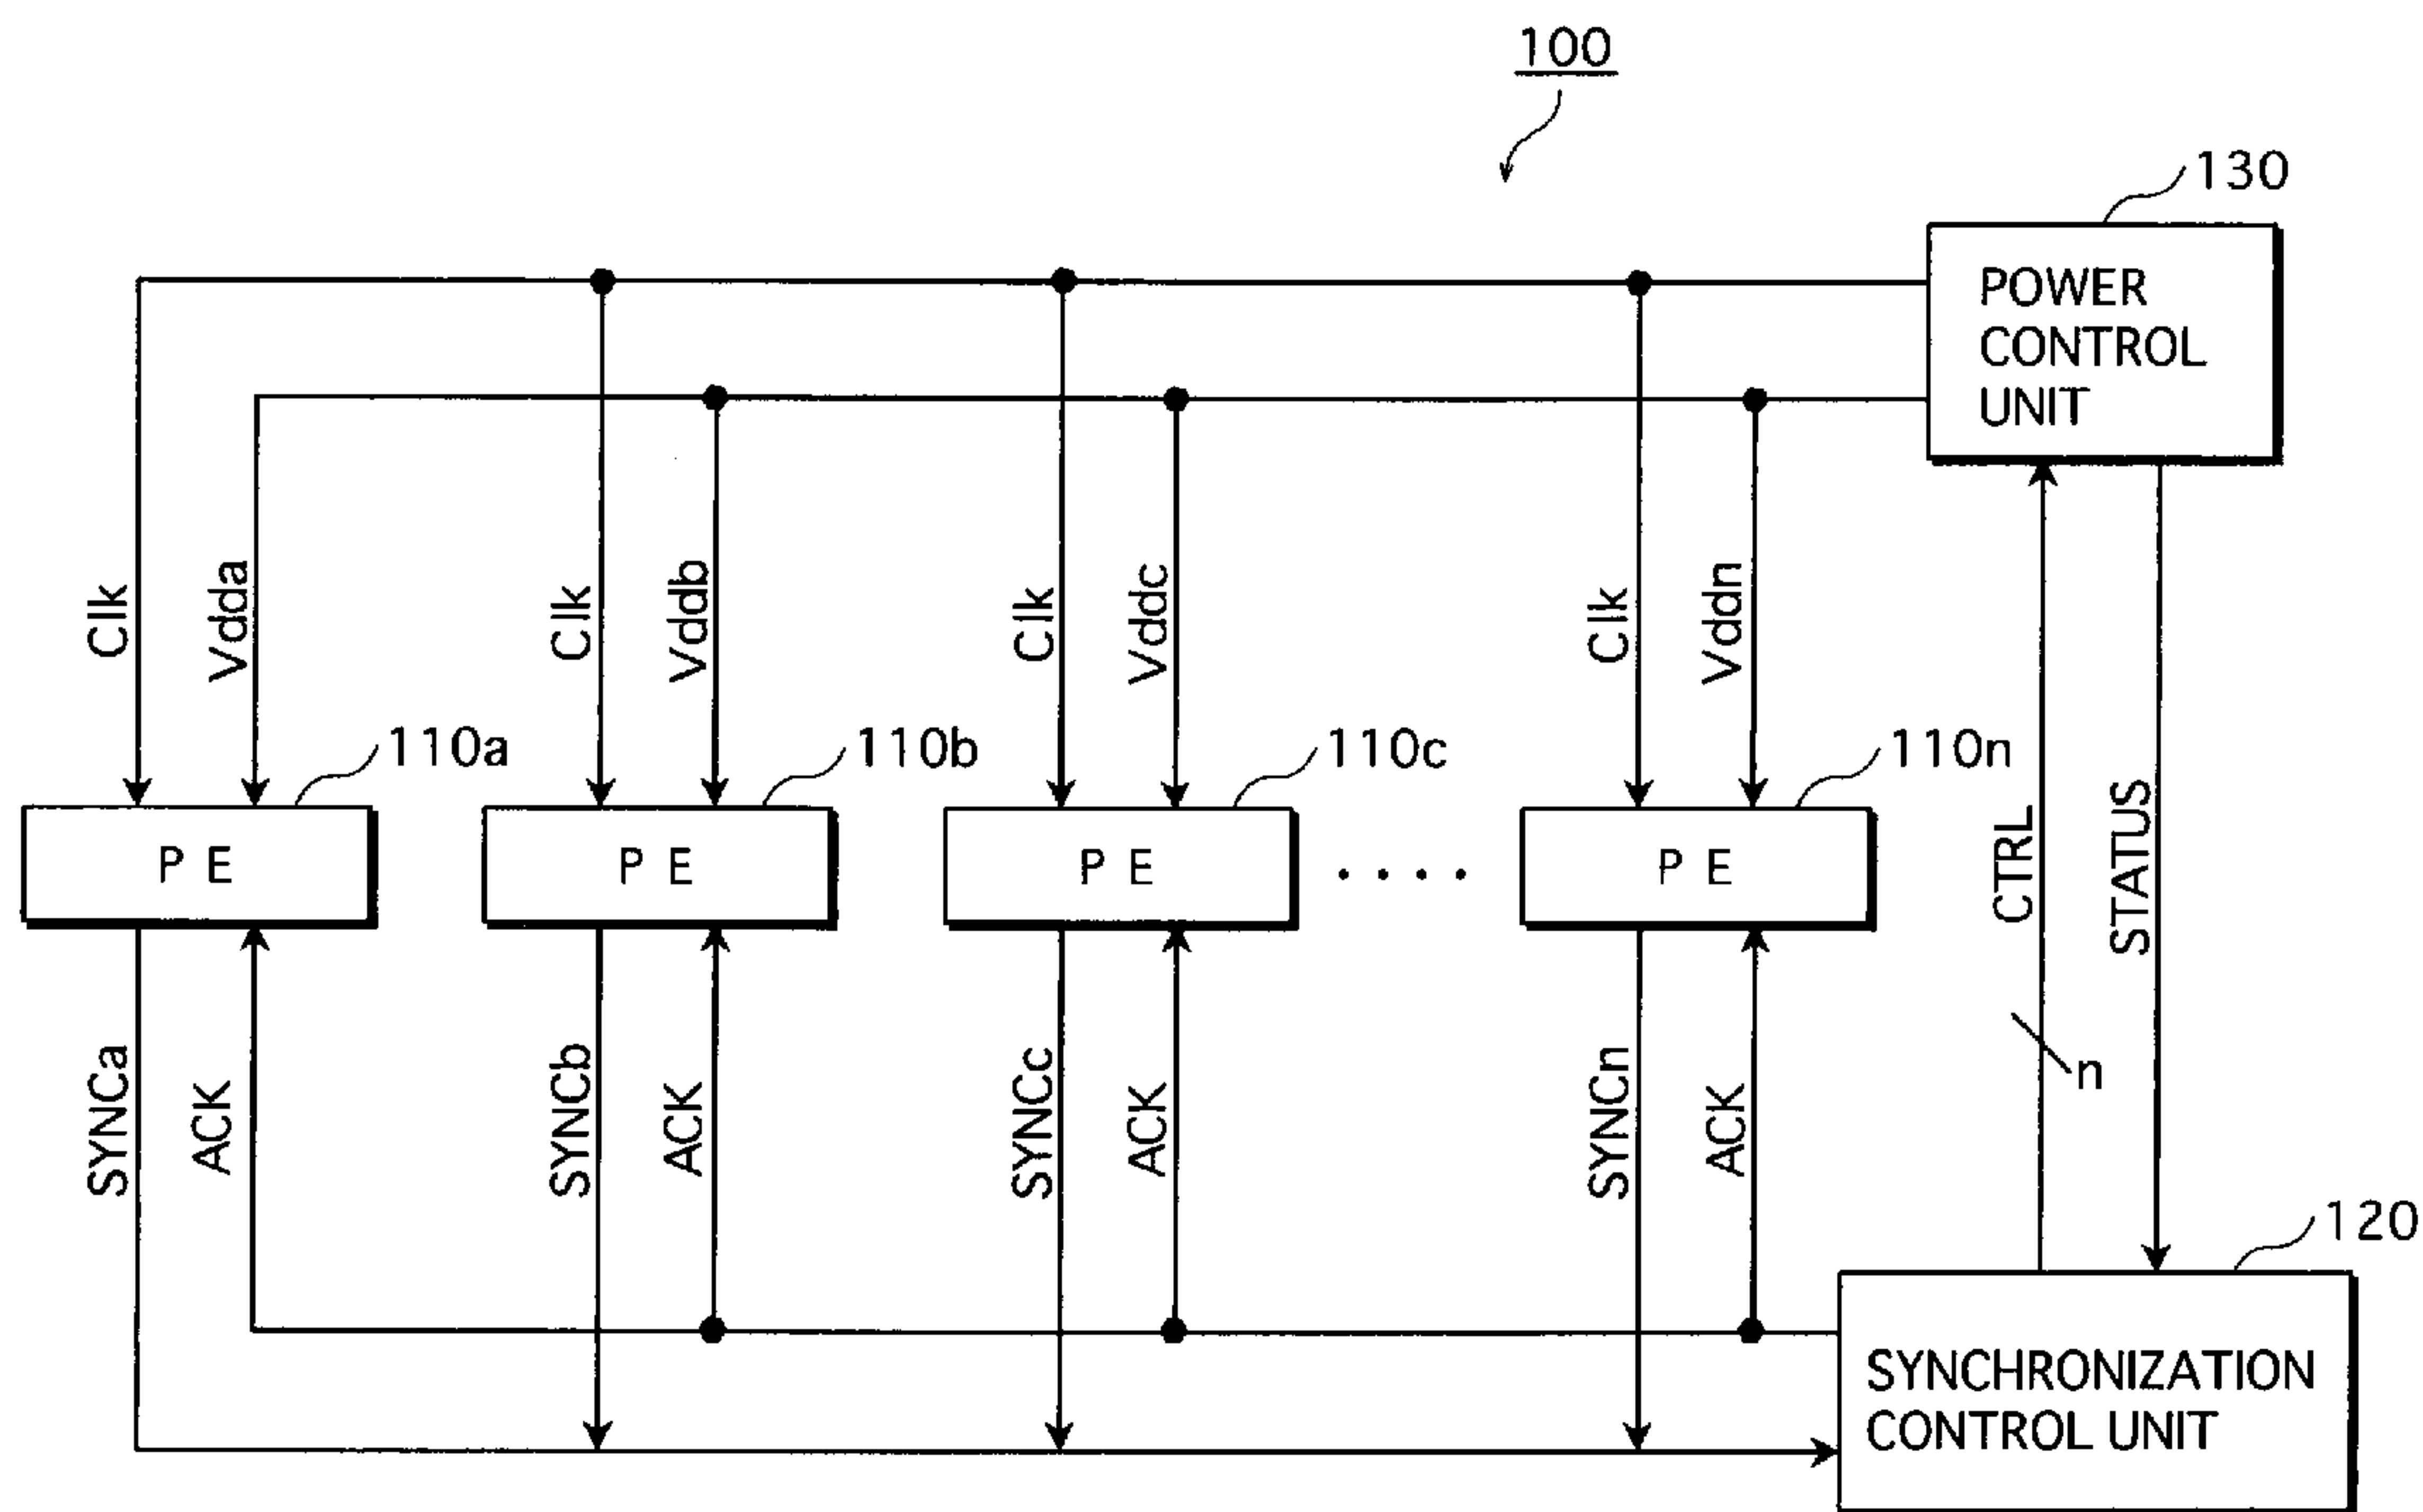 100
130
POWER
CONTROL
UNIT
Clk
Vdda
Clk
Vddb
Clk
Vddc
Clk
Vddn
110a
110b
110c
110n
P E
P E
P E
· · · ·
P E
CTRL
STATUS
n
SYNCa
ACK
SYNCb
ACK
SYNCc
ACK
SYNCn
ACK
120
SYNCHRONIZATION
CONTROL UNIT